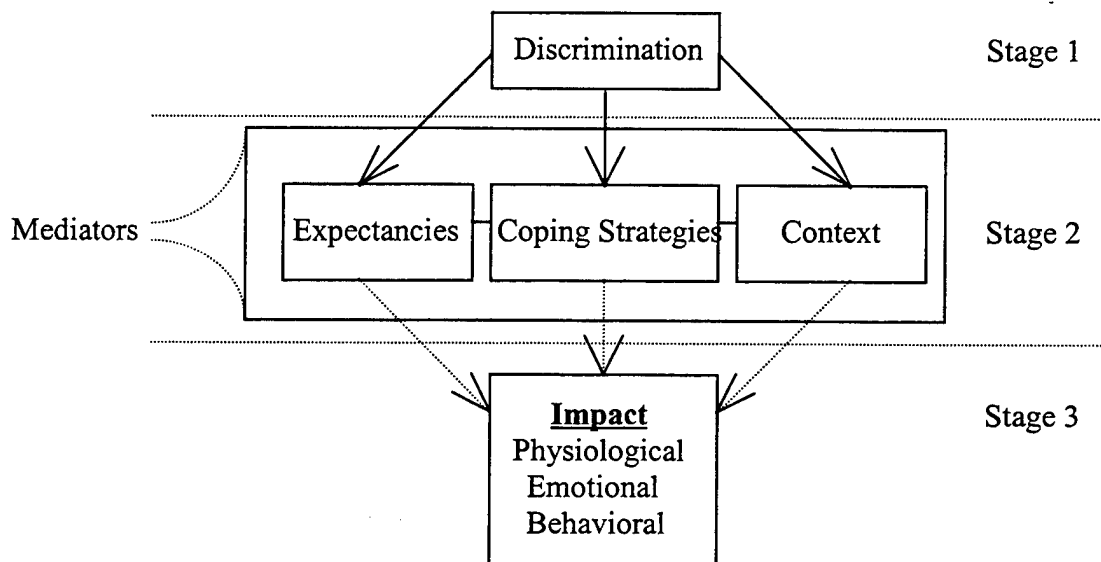 Discrimination
Stage 1
Mediators
Expectancies
Coping Strategies
Context
Stage 2
Impact
Physiological
Emotional
Behavioral
Stage 3